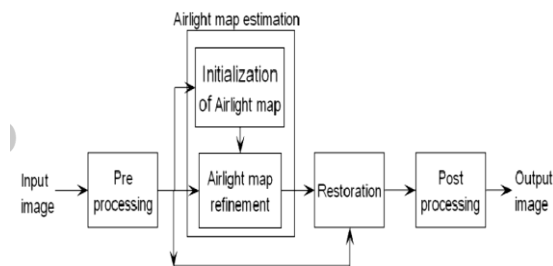 Airlight map estimation
Initialization
of Airlight map
Input
image
Pre
processing
Airlight map
refinement
Restoration
Post
processing
Output
image